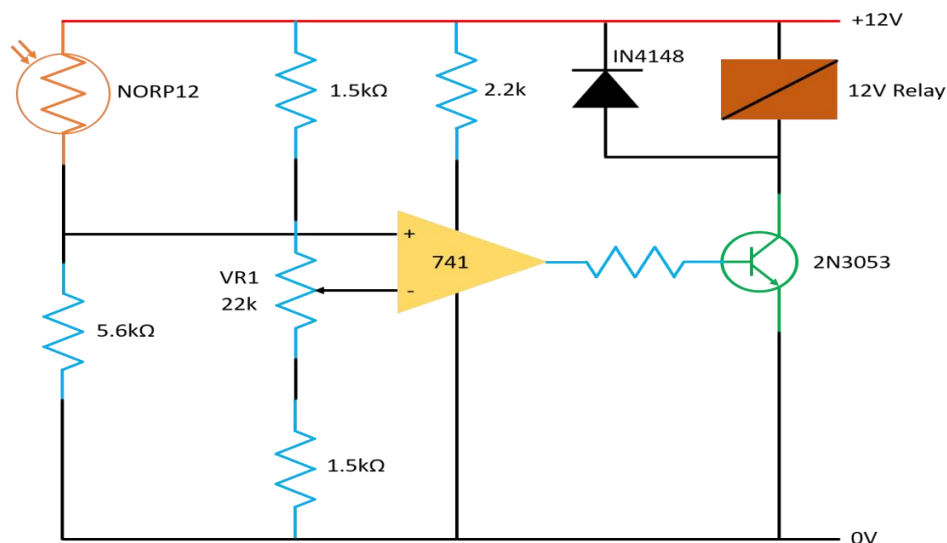 +12V
IN4148
NORP12
1.5kΩ
2.2k
12V Relay
+
741
-
VR1
22k
2N3053
5.6kΩ
1.5kΩ
0V